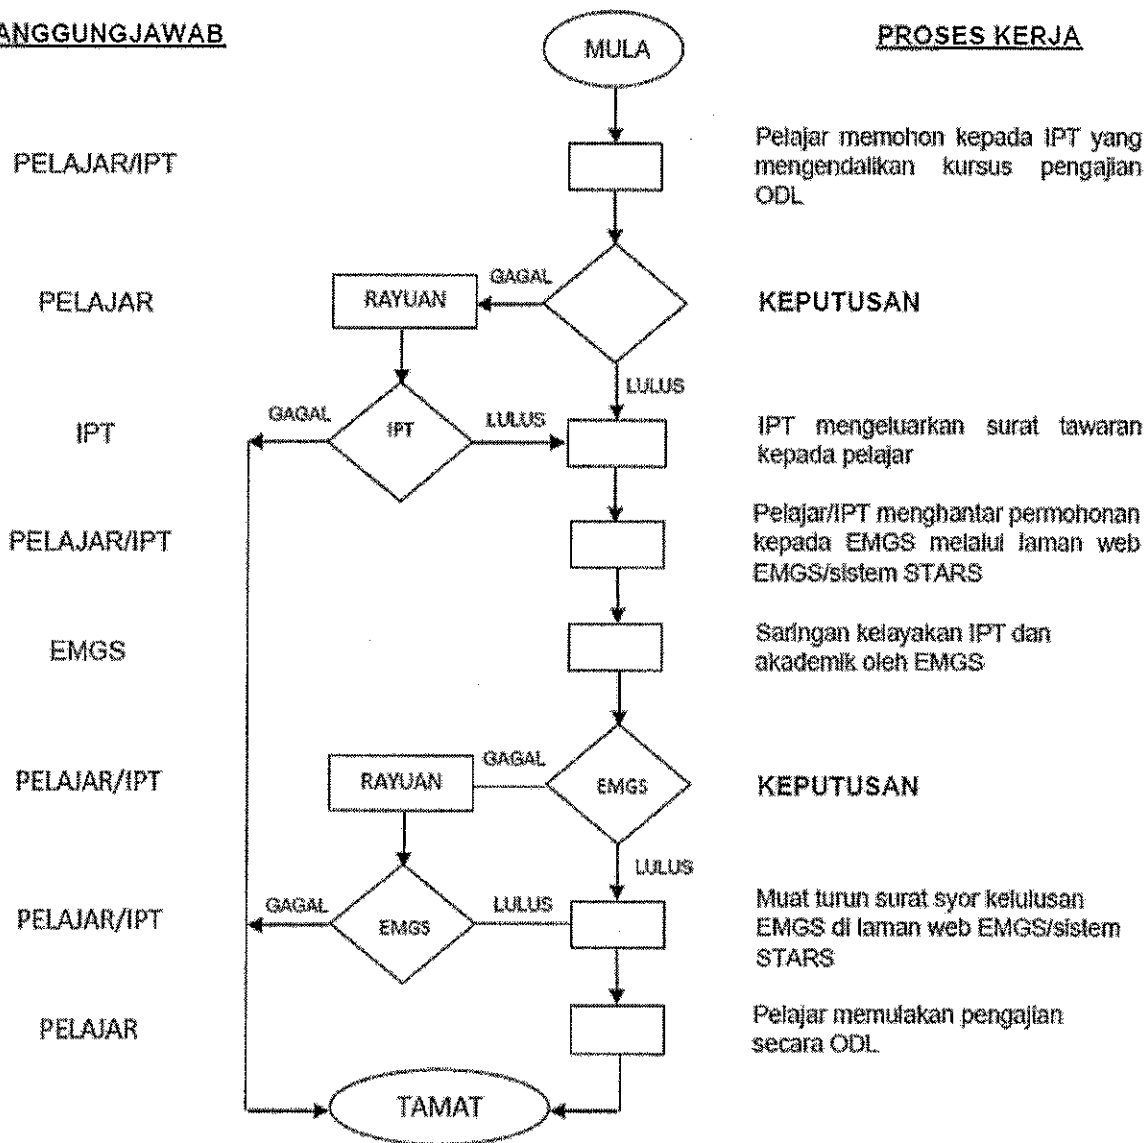 ANGGUNGJAWAB
MULA
PROSES KERJA
PELAJAR/IPT
Pelajar memohon kepada IPT yang
mengendalikan kursus pengajian
ODL
PELAJAR
RAYUAN
GAGAL
KEPUTUSAN
LULUS
IPT
GAGAL
IPT
LULUS
IPT mengeluarkan surat tawaran
kepada pelajar
PELAJAR/IPT
Pelajar/IPT menghantar permohonan
kepada EMGS melalui laman web
EMGS/sistem STARS
EMGS
Saringan kelayakan IPT dan
akademik oleh EMGS
PELAJAR/IPT
RAYUAN
GAGAL
EMGS
KEPUTUSAN
LULUS
PELAJAR/IPT
GAGAL
EMGS
LULUS
Muat turun surat syor kelulusan
EMGS di laman web EMGS/sistem
STARS
PELAJAR
Pelajar memulakan pengajian
secara ODL
TAMAT